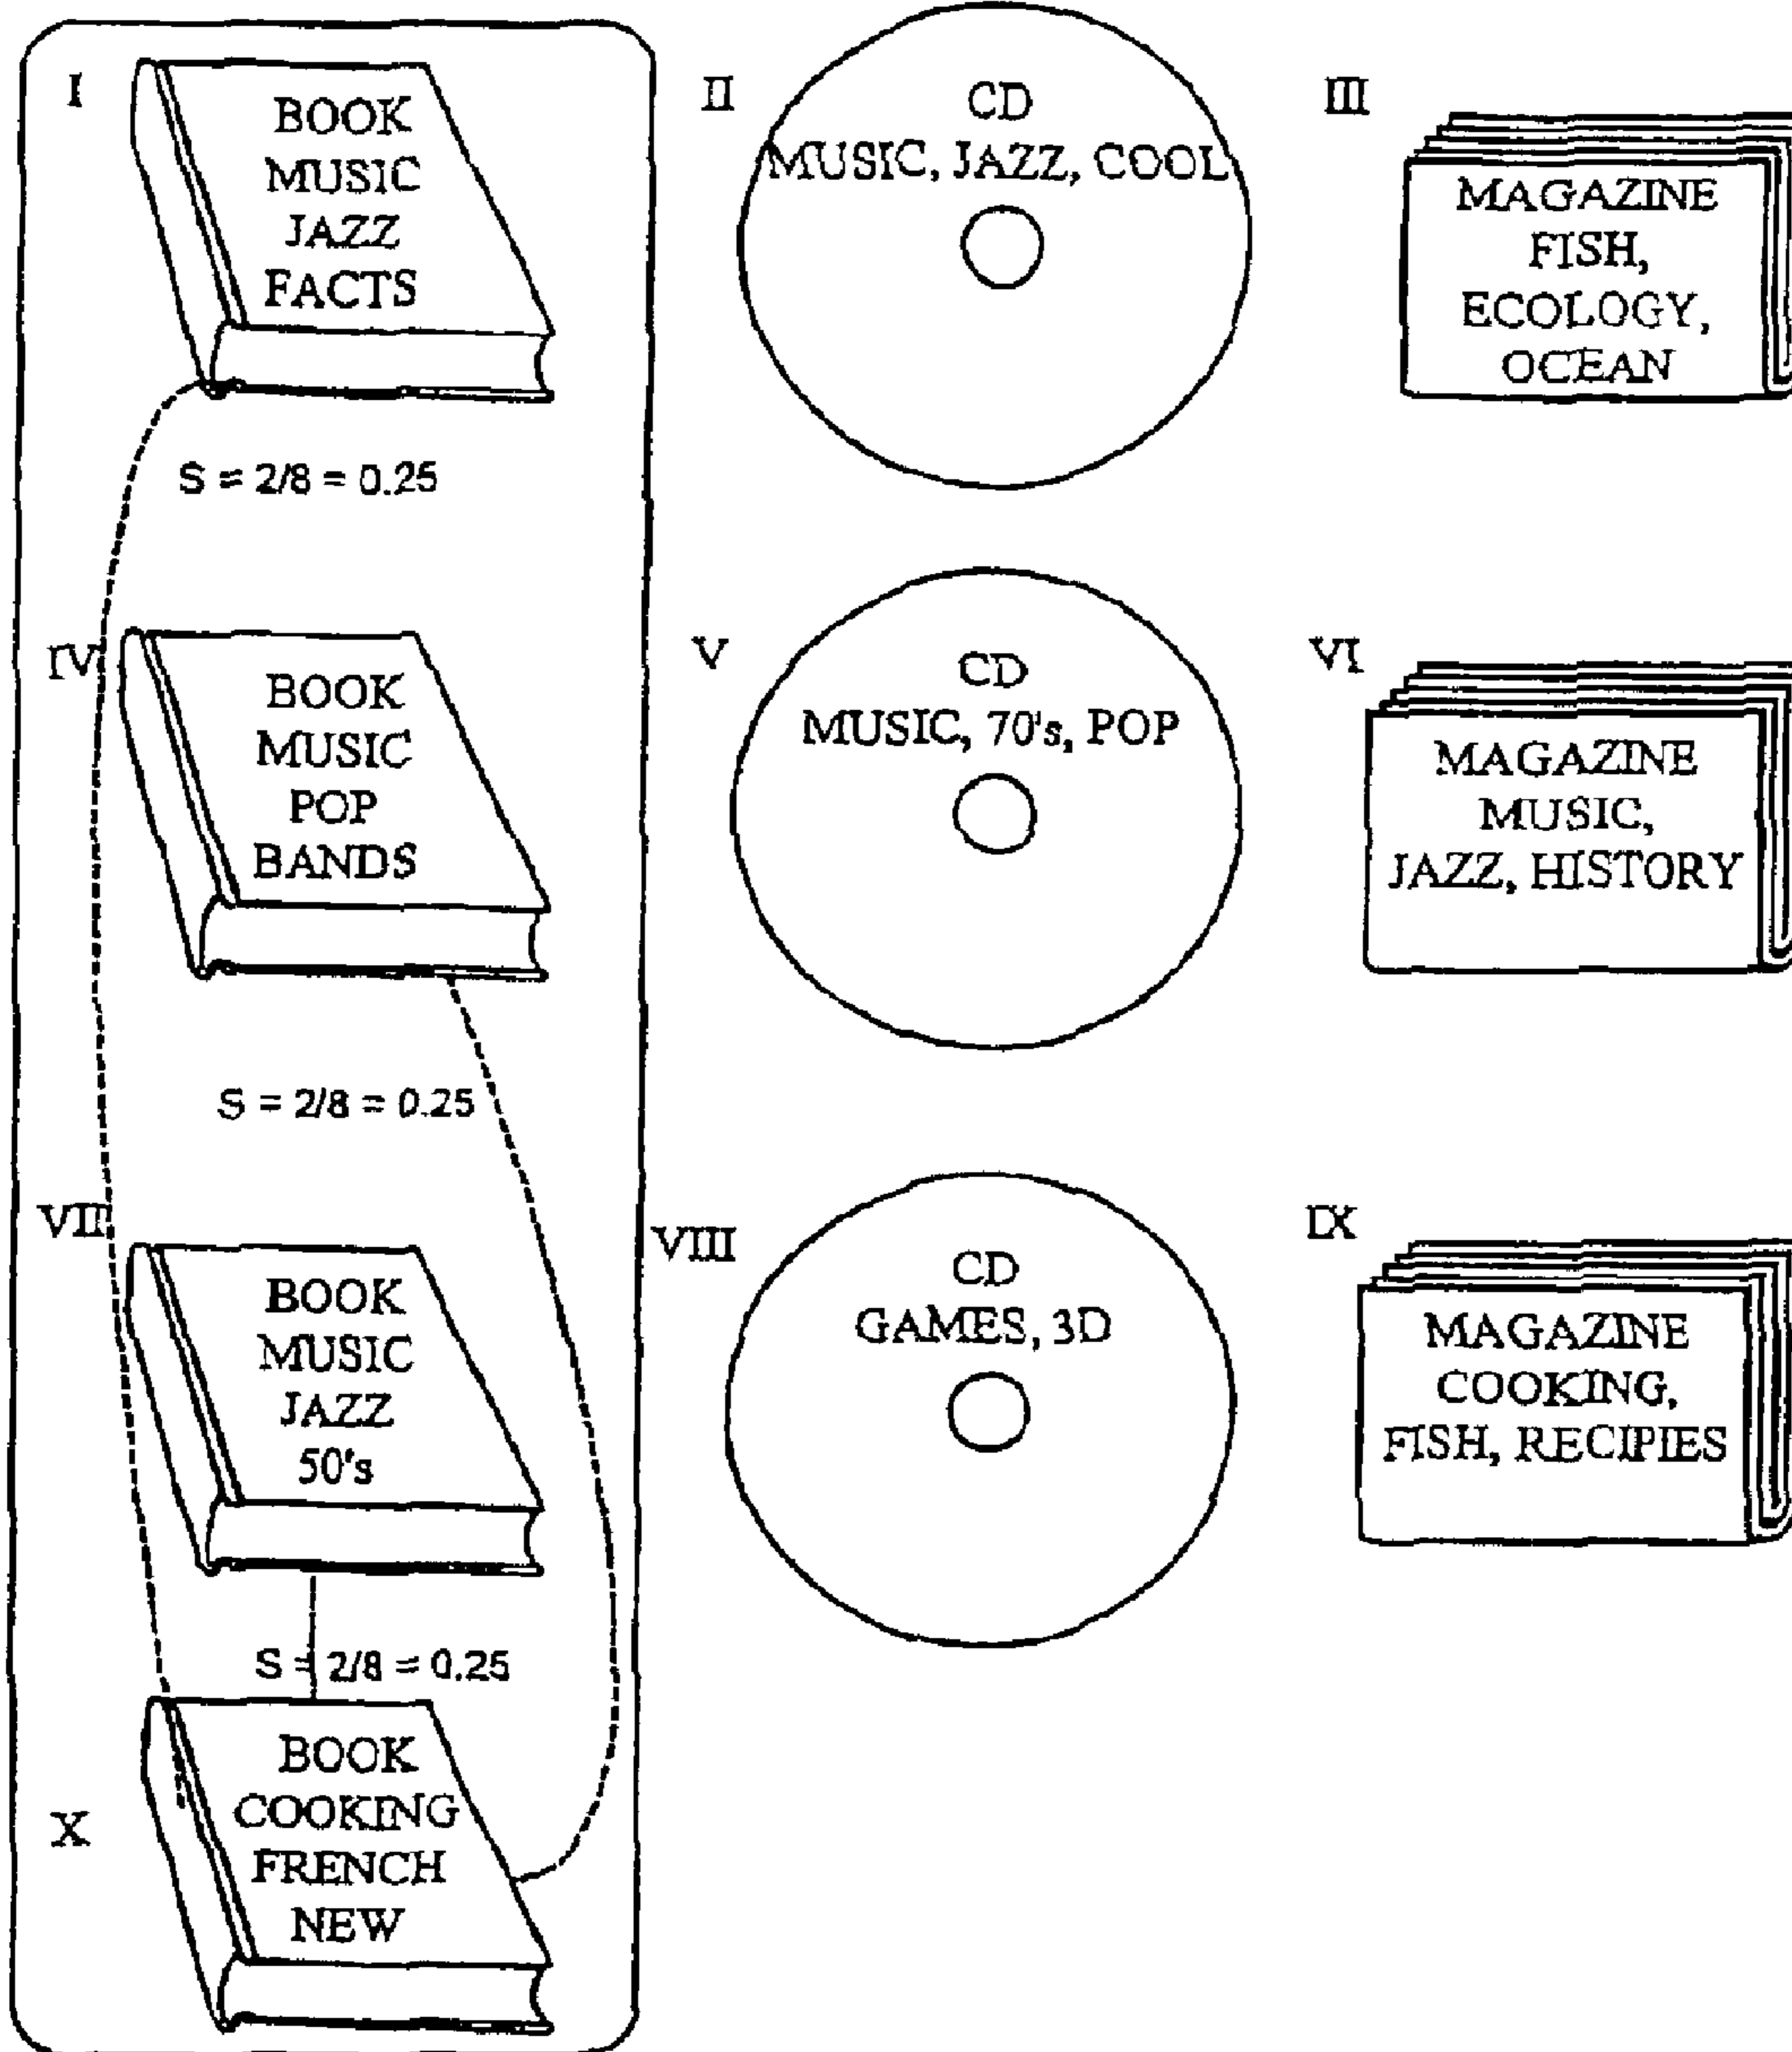 I
BOOK
MUSIC
JAZZ
FACTS
II
CD
MUSIC, JAZZ, COOL
III
MAGAZINE
FISH,
ECOLOGY,
OCEAN
S = 2/8 = 0.25
IV
BOOK
MUSIC
POP
BANDS
V
CD
MUSIC, 70's, POP
VI
MAGAZINE
MUSIC,
JAZZ, HISTORY
S = 2/8 = 0.25
VII
BOOK
MUSIC
JAZZ
50's
VIII
CD
GAMES, 3D
IX
MAGAZINE
COOKING,
FISH, RECIPIES
S = 2/8 = 0.25
X
BOOK
COOKING
FRENCH
NEW